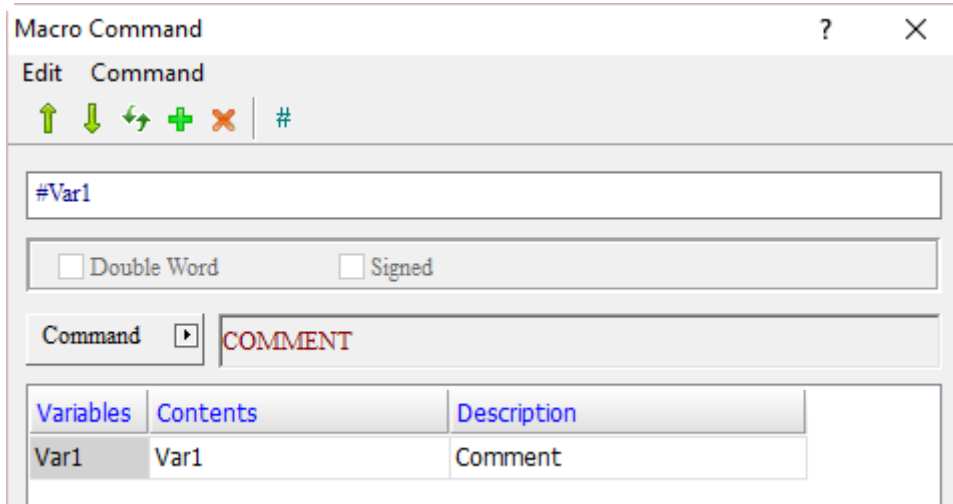 Macro Command ?
Edit Command
#
#Var1
Double Word Signed
Command COMMENT
Variables Contents Description
Var1 Var1 Comment